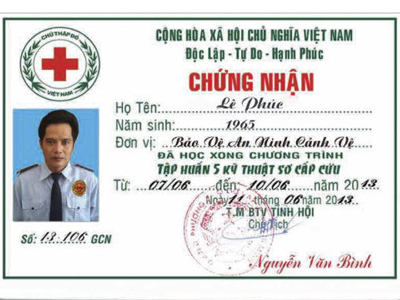 CỘNG HÒA XÃ HỘI CHỦ NGHĨA VIỆT NAM
Độc Lập - Tự Do - Hạnh Phúc
CHỮ THẬP ĐỎ
VIỆT NAM
CHỨNG NHẬN
Họ Tên: Lê Phúc
Năm sinh: 1965
Đơn vị: Bảo Vệ An Ninh Cảnh Vệ
ĐÃ HỌC XONG CHƯƠNG TRÌNH
TẬP HUẤN 5 KỸ THUẬT SƠ CẤP CỨU
Từ: 07/06 đến: 10/06 năm 2013
Ngày 11 tháng 06 năm 2013
T.M BTV TỈNH HỘI
Chủ Tịch
Số: 13-106 GCN
Nguyễn Văn Bình